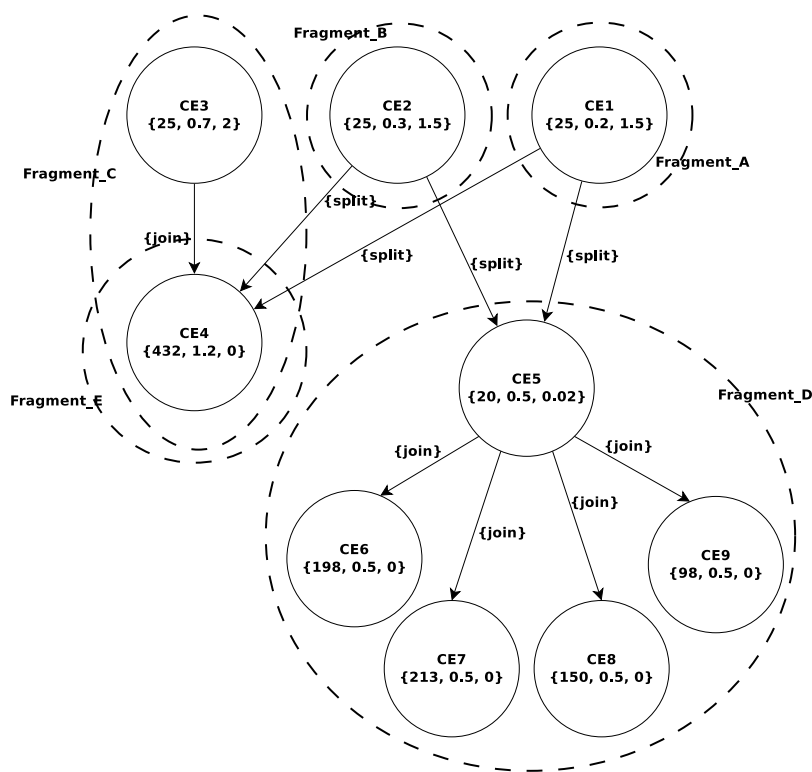 Fragment_B
CE3
{25, 0.7, 2}
CE2
{25, 0.3, 1.5}
CE1
{25, 0.2, 1.5}
Fragment_C
Fragment_A
{split}
{join}
{split}
{split}
{split}
CE4
{432, 1.2, 0}
Fragment_E
CE5
{20, 0.5, 0.02}
Fragment_D
{join}
{join}
{join}
{join}
CE6
{198, 0.5, 0}
CE9
{98, 0.5, 0}
CE7
{213, 0.5, 0}
CE8
{150, 0.5, 0}